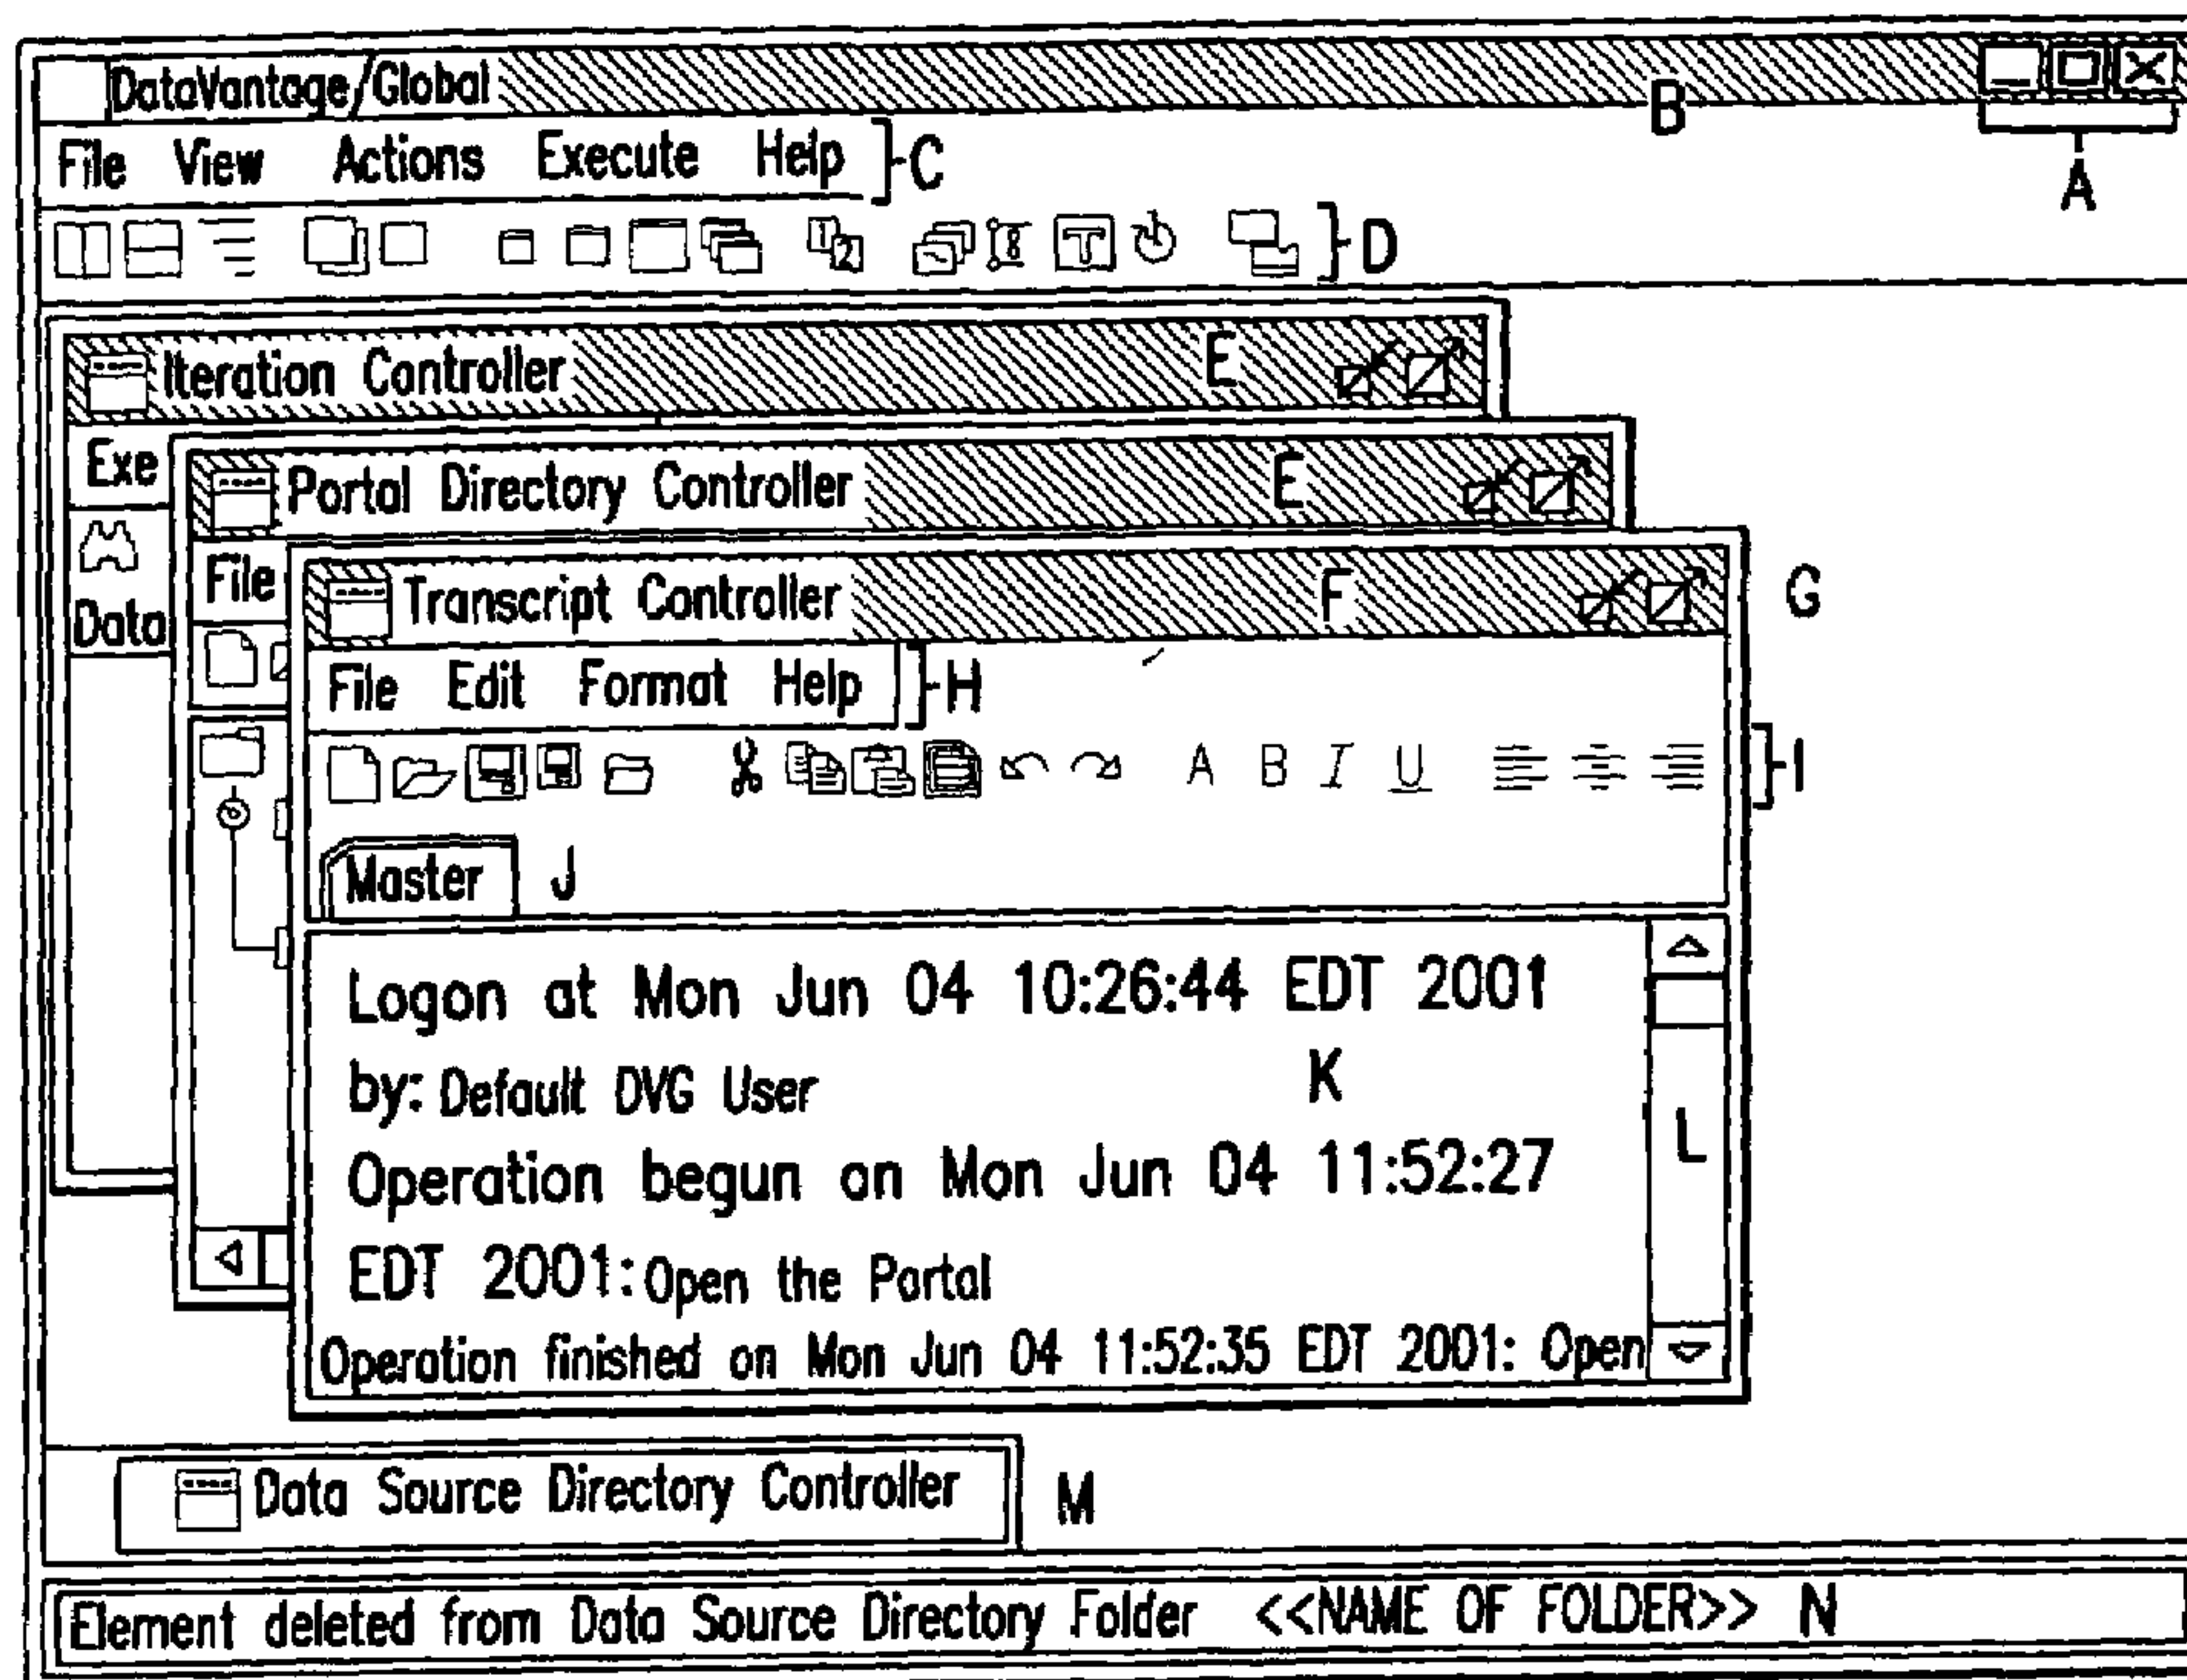 DataVantage/Global
B
A
File View Actions Execute Help C
1 2 8 T D
Iteration Controller E
Exe
Portal Directory Controller E
Data
File
Transcript Controller F
G
File Edit Format Help H
A B I U I
Master J
Logon at Mon Jun 04 10:26:44 EDT 2001
by: Default DVG User K
L
Operation begun on Mon Jun 04 11:52:27
EDT 2001: Open the Portal
Operation finished on Mon Jun 04 11:52:35 EDT 2001: Open
Data Source Directory Controller M
Element deleted from Data Source Directory Folder <<NAME OF FOLDER>> N